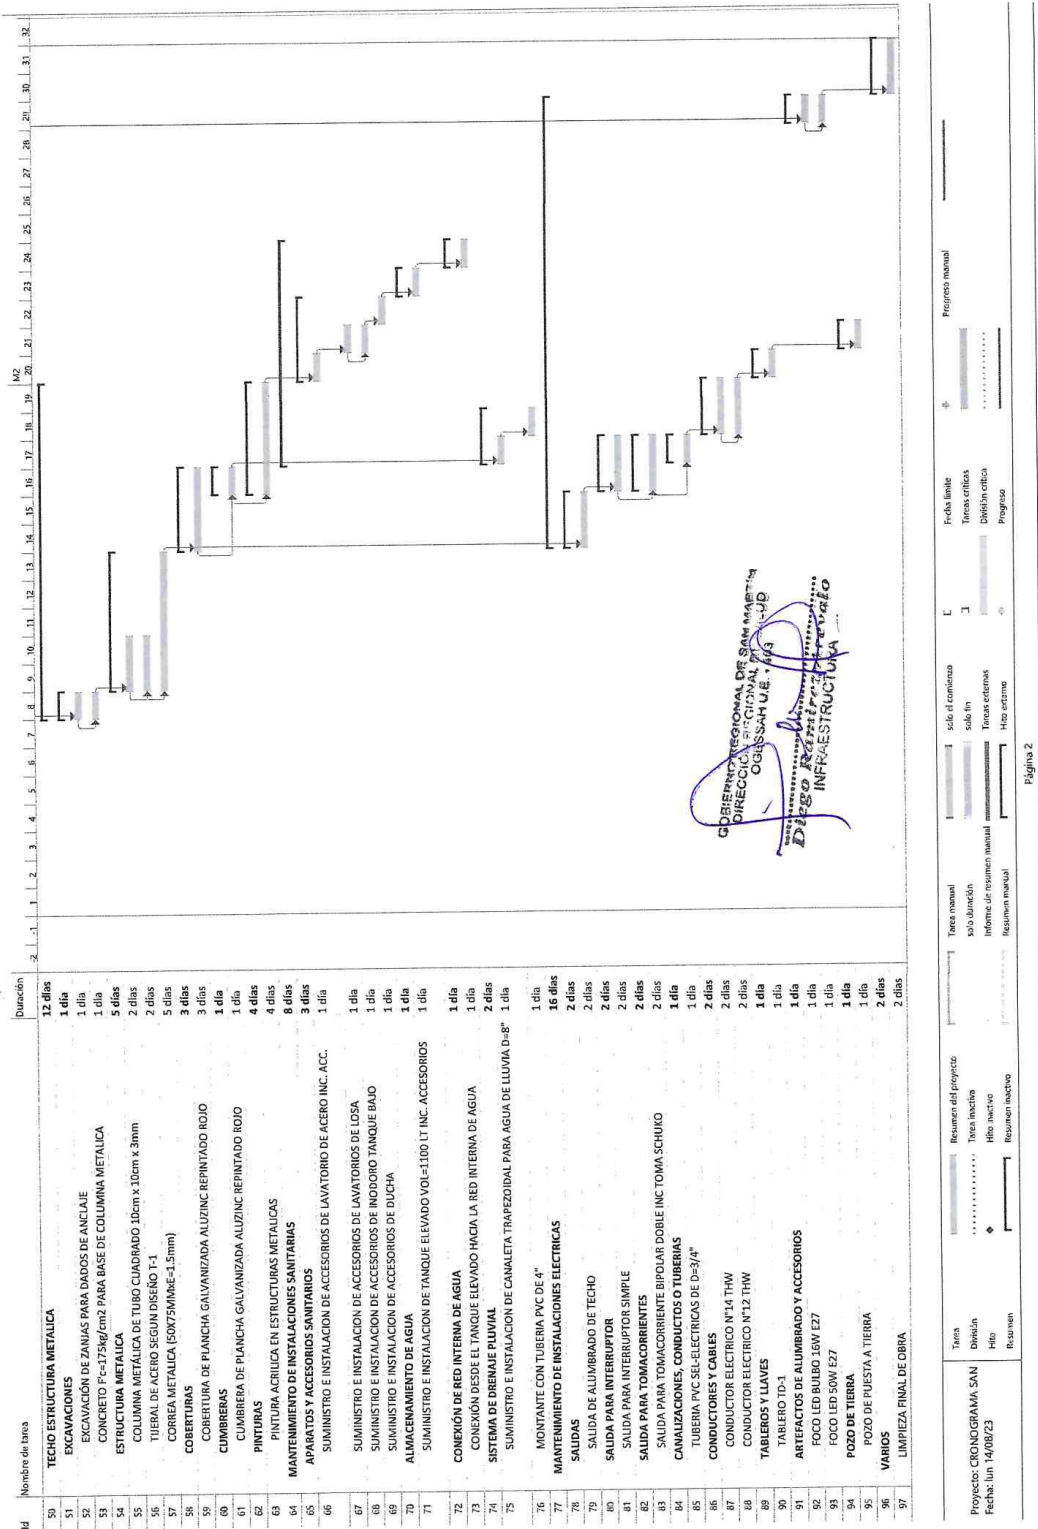 Id Nombre de tarea Duración -2 -1 1 2 3 4 5 6 7 8 9 10 11 12 13 14 15 16 17 18 19 20 21 22 23 24 25 26 27 28 29 30 31 32
M2
50 TECHO ESTRUCTURA METALICA 12 días
51 EXCAVACIONES 1 día
52 EXCAVACIÓN DE ZANJAS PARA DADOS DE ANCLAJE 1 día
53 CONCRETO F'c=175kg/cm2 PARA BASE DE COLUMNA METALICA 1 día
54 ESTRUCTURA METALICA 5 días
55 COLUMNA METÁLICA DE TUBO CUADRADO 10cm x 10cm x 3mm 2 días
56 TIJERAL DE ACERO SEGUN DISEÑO T-1 2 días
57 CORREA METALICA (50X75MMxE=1.5mm) 5 días
58 COBERTURAS 3 días
59 COBERTURA DE PLANCHA GALVANIZADA ALUZINC REPINTADO ROJO 3 días
60 CUMBRERAS 1 día
61 CUMBRERA DE PLANCHA GALVANIZADA ALUZINC REPINTADO ROJO 1 día
62 PINTURAS 4 días
63 PINTURA ACRILICA EN ESTRUCTURAS METALICAS 4 días
64 MANTENIMIENTO DE INSTALACIONES SANITARIAS 8 días
65 APARATOS Y ACCESORIOS SANITARIOS 3 días
66 SUMINISTRO E INSTALACION DE ACCESORIOS DE LAVATORIO DE ACERO INC. ACC. 1 día
67 SUMINISTRO E INSTALACION DE ACCESORIOS DE LAVATORIOS DE LOSA 1 día
68 SUMINISTRO E INSTALACION DE ACCESORIOS DE INODORO TANQUE BAJO 1 día
69 SUMINISTRO E INSTALACION DE ACCESORIOS DE DUCHA 1 día
70 ALMACENAMIENTO DE AGUA 1 día
71 SUMINISTRO E INSTALACION DE TANQUE ELEVADO VOL=1100 LT INC. ACCESORIOS 1 día
72 CONEXIÓN DE RED INTERNA DE AGUA 1 día
73 CONEXIÓN DESDE EL TANQUE ELEVADO HACIA LA RED INTERNA DE AGUA 1 día
74 SISTEMA DE DRENAJE PLUVIAL 2 días
75 SUMINISTRO E INSTALACION DE CANALETA TRAPEZOIDAL PARA AGUA DE LLUVIA D=8" 1 día
76 MONTANTE CON TUBERIA PVC DE 4" 1 día
77 MANTENIMIENTO DE INSTALACIONES ELECTRICAS 16 días
78 SALIDAS 2 días
79 SALIDA DE ALUMBRADO DE TECHO 2 días
80 SALIDA PARA INTERRUPTOR 2 días
81 SALIDA PARA INTERRUPTOR SIMPLE 2 días
82 SALIDA PARA TOMACORRIENTES 2 días
83 SALIDA PARA TOMACORRIENTE BIPOLAR DOBLE INC TOMA SCHUKO 2 días
84 CANALIZACIONES, CONDUCTOS O TUBERIAS 1 día
85 TUBERIA PVC SEL-ELECTRICAS DE D=3/4" 1 día
86 CONDUCTORES Y CABLES 2 días
87 CONDUCTOR ELECTRICO N°14 THW 2 días
88 CONDUCTOR ELECTRICO N°12 THW 2 días
89 TABLEROS Y LLAVES 1 día
90 TABLERO TD-1 1 día
91 ARTEFACTOS DE ALUMBRADO Y ACCESORIOS 1 día
92 FOCO LED BULBO 16W E27 1 día
93 FOCO LED 50W E27 1 día
94 POZO DE TIERRA 1 día
95 POZO DE PUESTA A TIERRA 1 día
96 VARIOS 2 días
97 LIMPIEZA FINAL DE OBRA 2 días
GOBIERNO REGIONAL DE SAN MARTIN
DIRECCIÓN REGIONAL DE SALUD
OGESSAH U.E. 1403
Diego Ramírez Arevalo
INFRAESTRUCTURA
Proyecto: CRONOGRAMA SAN
Fecha: lun 14/08/23
Tarea Resumen del proyecto Tarea manual solo el comienzo Fecha límite Progreso manual
División Tarea inactiva solo duración solo fin Tareas críticas
Hito Hito inactivo Informe de resumen manual Tareas externas División crítica
Resumen Resumen inactivo Resumen manual Hito externo Progreso
Página 2